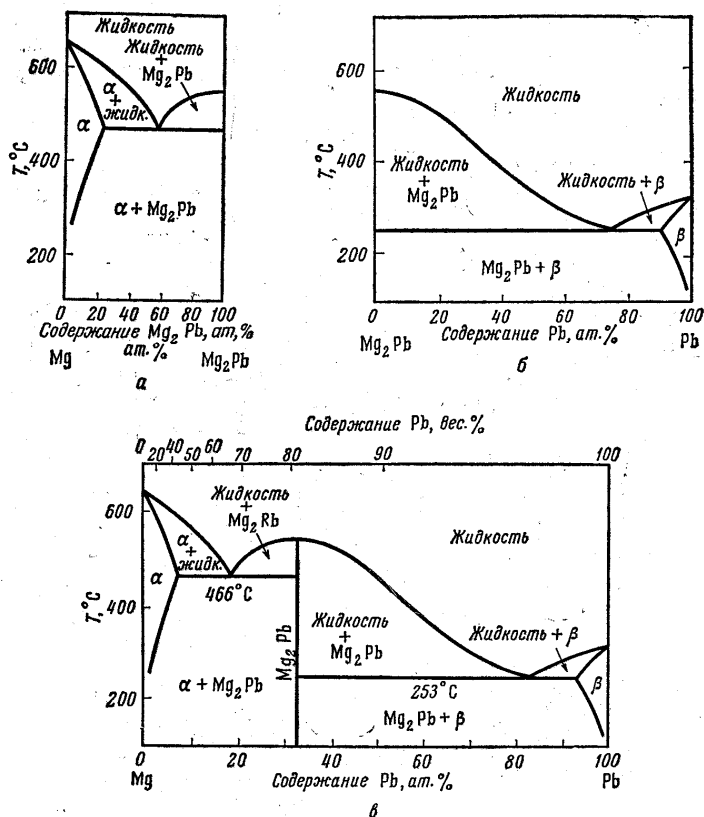 Жидкость
Жидкость
+
Mg₂Pb
α
+
жидк.
α
α + Mg₂Pb
T,°C
600
400
200
0 20 40 60 80 100
Содержание Mg₂Pb, ат,%
ат.%
Mg
Mg₂Pb
а
Жидкость
Жидкость
+
Mg₂Pb
Жидкость + β
β
Mg₂Pb + β
T,°C
600
400
200
0 20 40 60 80 100
Содержание Pb, ат.%
Mg₂Pb
Pb
б
Содержание Pb, вес.%
0 20 40 50 60 70 80 90 100
Жидкость
+
Mg₂Rb
Жидкость
α
+
жидк.
α
466°C
Mg₂Pb
Жидкость
+
Mg₂Pb
Жидкость + β
β
α + Mg₂Pb
253°C
Mg₂Pb + β
T,°C
600
400
200
0 20 40 60 80 100
Содержание Pb, ат.%
Mg
Pb
в